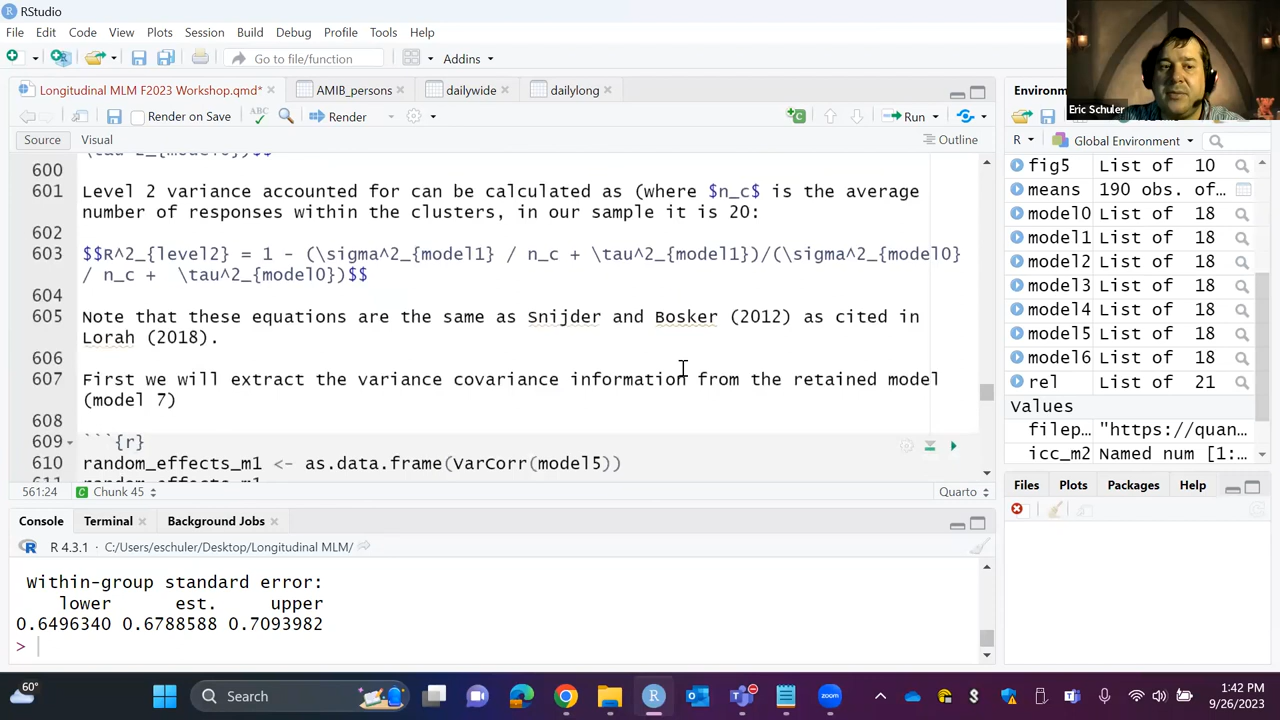 RStudio
File Edit Code View Plots Session Build Debug Profile Tools Help
Go to file/function Addins
Eric Schuler
Longitudinal MLM F2023 Workshop.qmd* AMIB_persons dailywide dailylong
Render on Save ABC Render Run
Source Visual Outline
600
601 Level 2 variance accounted for can be calculated as (where $n_c$ is the average
number of responses within the clusters, in our sample it is 20:
602
603 $$R^2_{level2} = 1 - (\sigma^2_{model1} / n_c + \tau^2_{model1})/(\sigma^2_{model0}
/ n_c + \tau^2_{model0})$$
604
605 Note that these equations are the same as Snijder and Bosker (2012) as cited in
Lorah (2018).
606
607 First we will extract the variance covariance information from the retained model
(model 7)
608
609 ```{r}
610 random_effects_m1 <- as.data.frame(VarCorr(model5))
561:24 Chunk 45 Quarto
Console Terminal Background Jobs
R 4.3.1 · C:/Users/eschuler/Desktop/Longitudinal MLM/
Within-group standard error:
lower est. upper
0.6496340 0.6788588 0.7093982
>
R Global Environment
fig5 List of 10
means 190 obs. of…
model0 List of 18
model1 List of 18
model2 List of 18
model3 List of 18
model4 List of 18
model5 List of 18
model6 List of 18
rel List of 21
Values
filep… "https://quan…
icc_m2 Named num [1:…
Files Plots Packages Help
60°
Search
1:42 PM
9/26/2023